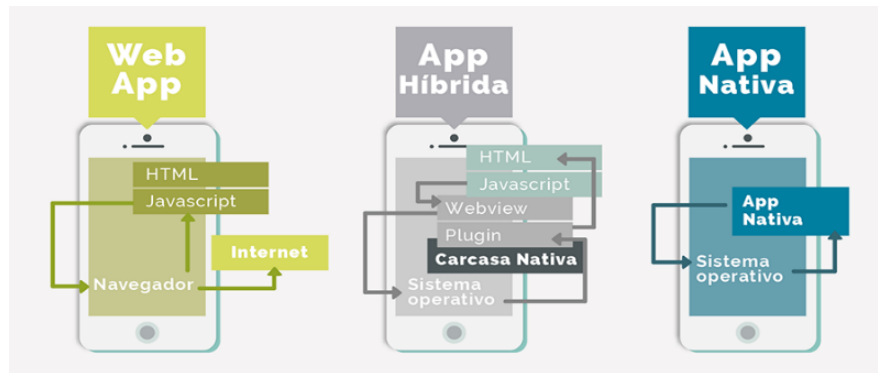 Web
App
HTML
Javascript
Internet
Navegador
App
Híbrida
HTML
Javascript
Webview
Plugin
Carcasa Nativa
Sistema
operativo
App
Nativa
App
Nativa
Sistema
operativo